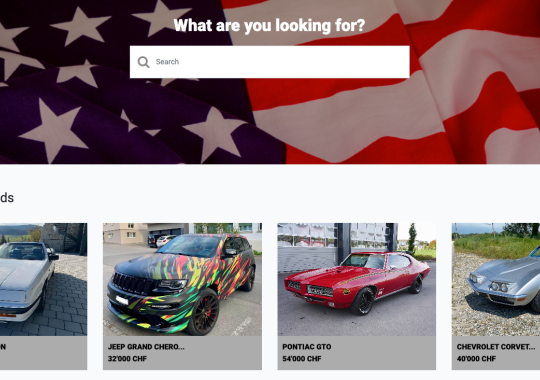 What are you looking for?
Search
ds
N
JEEP GRAND CHERO...
32'000 CHF
PONTIAC GTO
54'000 CHF
CHEVROLET CORVET...
40'000 CHF